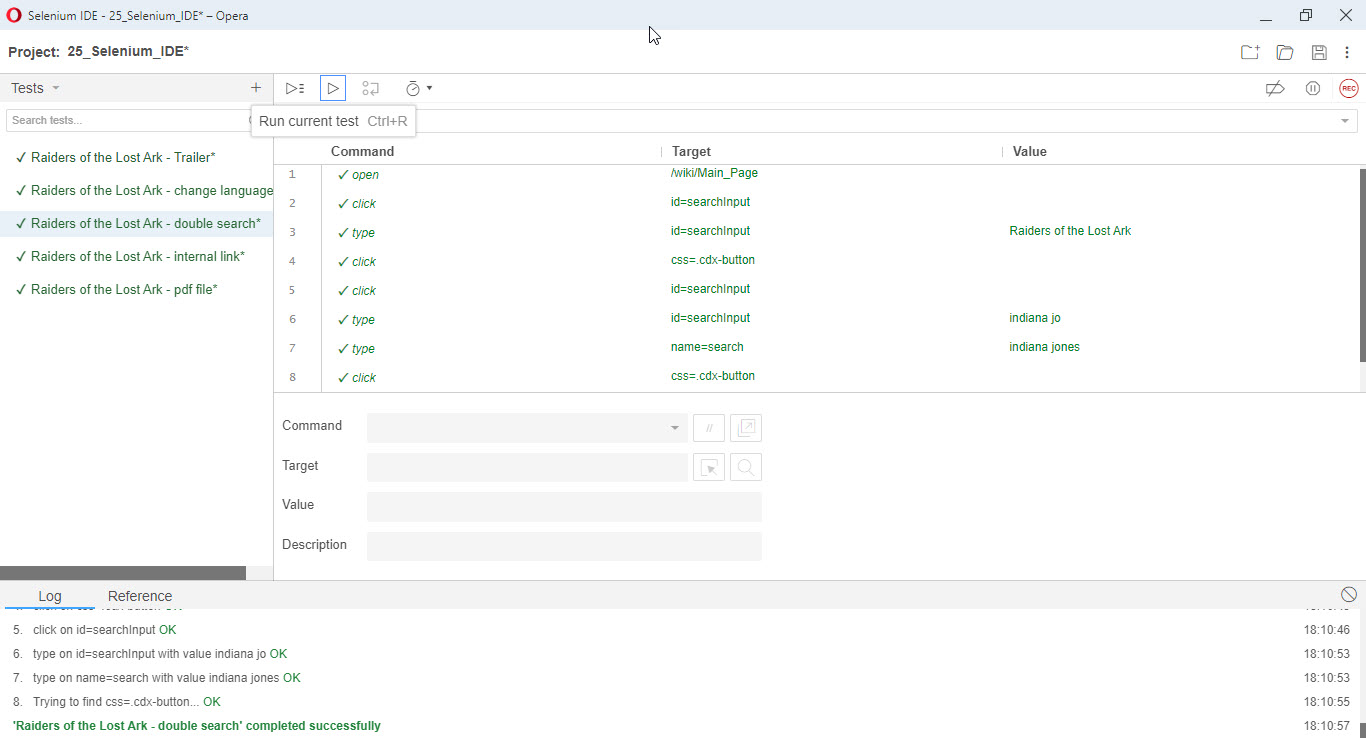 Selenium IDE - 25_Selenium_IDE* – Opera
Project: 25_Selenium_IDE*
Tests
Run current test Ctrl+R
REC
Search tests...
Command Target Value
✓ Raiders of the Lost Ark - Trailer*
✓ Raiders of the Lost Ark - change language
✓ Raiders of the Lost Ark - double search*
✓ Raiders of the Lost Ark - internal link*
✓ Raiders of the Lost Ark - pdf file*
1 ✓ open /wiki/Main_Page
2 ✓ click id=searchInput
3 ✓ type id=searchInput Raiders of the Lost Ark
4 ✓ click css=.cdx-button
5 ✓ click id=searchInput
6 ✓ type id=searchInput indiana jo
7 ✓ type name=search indiana jones
8 ✓ click css=.cdx-button
Command //
Target
Value
Description
Log Reference
5. click on id=searchInput OK 18:10:46
6. type on id=searchInput with value indiana jo OK 18:10:53
7. type on name=search with value indiana jones OK 18:10:53
8. Trying to find css=.cdx-button... OK 18:10:55
'Raiders of the Lost Ark - double search' completed successfully 18:10:57